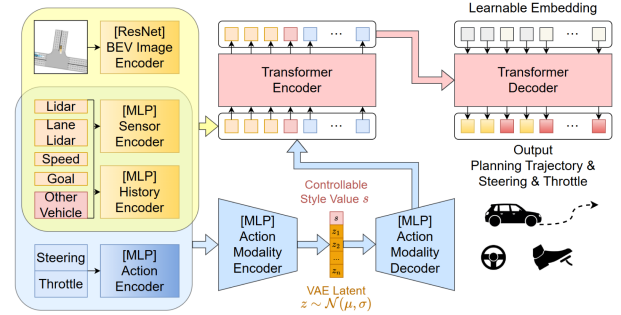 [ResNet]
BEV Image
Encoder
Lidar
Lane
Lidar
Speed
Goal
Other
Vehicle
[MLP]
Sensor
Encoder
[MLP]
History
Encoder
Steering
Throttle
[MLP]
Action
Encoder
...
Transformer
Encoder
...
[MLP]
Action
Modality
Encoder
Controllable
Style Value s
s
z₁
z₂
...
zₙ
VAE Latent
z ∼ N(μ, σ)
[MLP]
Action
Modality
Decoder
Learnable Embedding
...
Transformer
Decoder
...
Output
Planning Trajectory &
Steering & Throttle